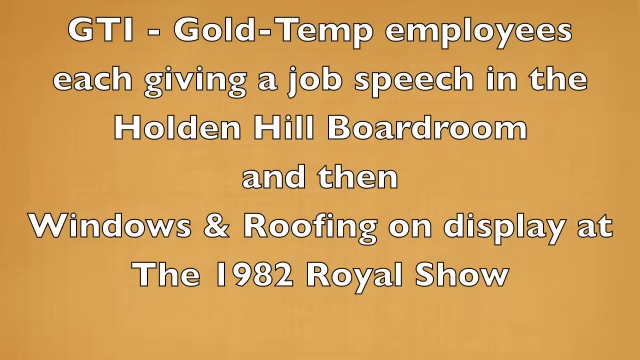 GTI - Gold-Temp employees
each giving a job speech in the
Holden Hill Boardroom
and then
Windows & Roofing on display at
The 1982 Royal Show